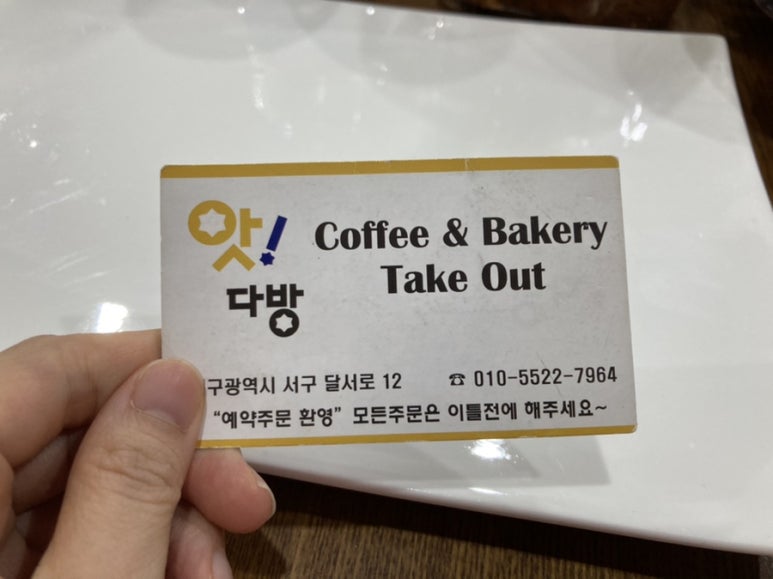 앗!
다방
Coffee & Bakery
Take Out
구광역시 서구 달서로 12 ☎ 010-5522-7964
“예약주문 환영” 모든주문은 이틀전에 해주세요~